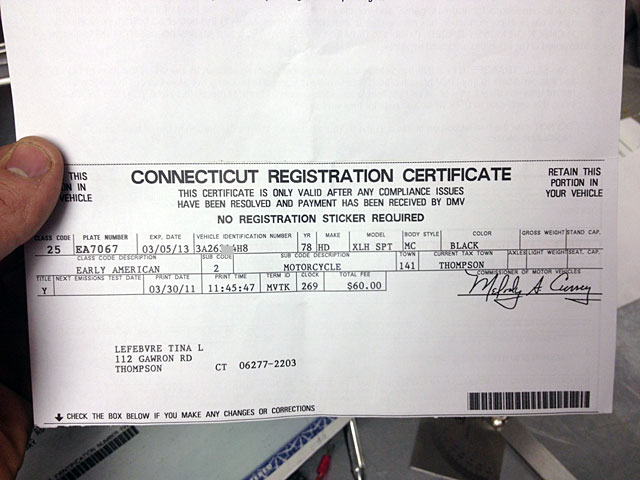 THIS
ON IN
VEHICLE
CONNECTICUT REGISTRATION CERTIFICATE
THIS CERTIFICATE IS ONLY VALID AFTER ANY COMPLIANCE ISSUES
HAVE BEEN RESOLVED AND PAYMENT HAS BEEN RECEIVED BY DMV
NO REGISTRATION STICKER REQUIRED
RETAIN THIS
PORTION IN
YOUR VEHICLE
CLASS CODE PLATE NUMBER EXP. DATE VEHICLE IDENTIFICATION NUMBER YR MAKE MODEL BODY STYLE COLOR GROSS WEIGHT STAND CAP.
25 EA7067 03/05/13 3A26 4H8 78 HD XLH SPT MC BLACK
CLASS CODE DESCRIPTION SUB CODE SUB CODE DESCRIPTION TOWN CURRENT TAX TOWN AXLES LIGHT WEIGHT SEAT. CAP.
EARLY AMERICAN 2 MOTORCYCLE 141 THOMPSON
TITLE NEXT EMISSIONS TEST DATE PRINT DATE PRINT TIME TERM ID CLOCK TOTAL FEE COMMISSIONER OF MOTOR VEHICLES
Y 03/30/11 11:45:47 MVTK 269 $60.00
LEFEBVRE TINA L
112 GAWRON RD
THOMPSON CT 06277-2203
CHECK THE BOX BELOW IF YOU MAKE ANY CHANGES OR CORRECTIONS